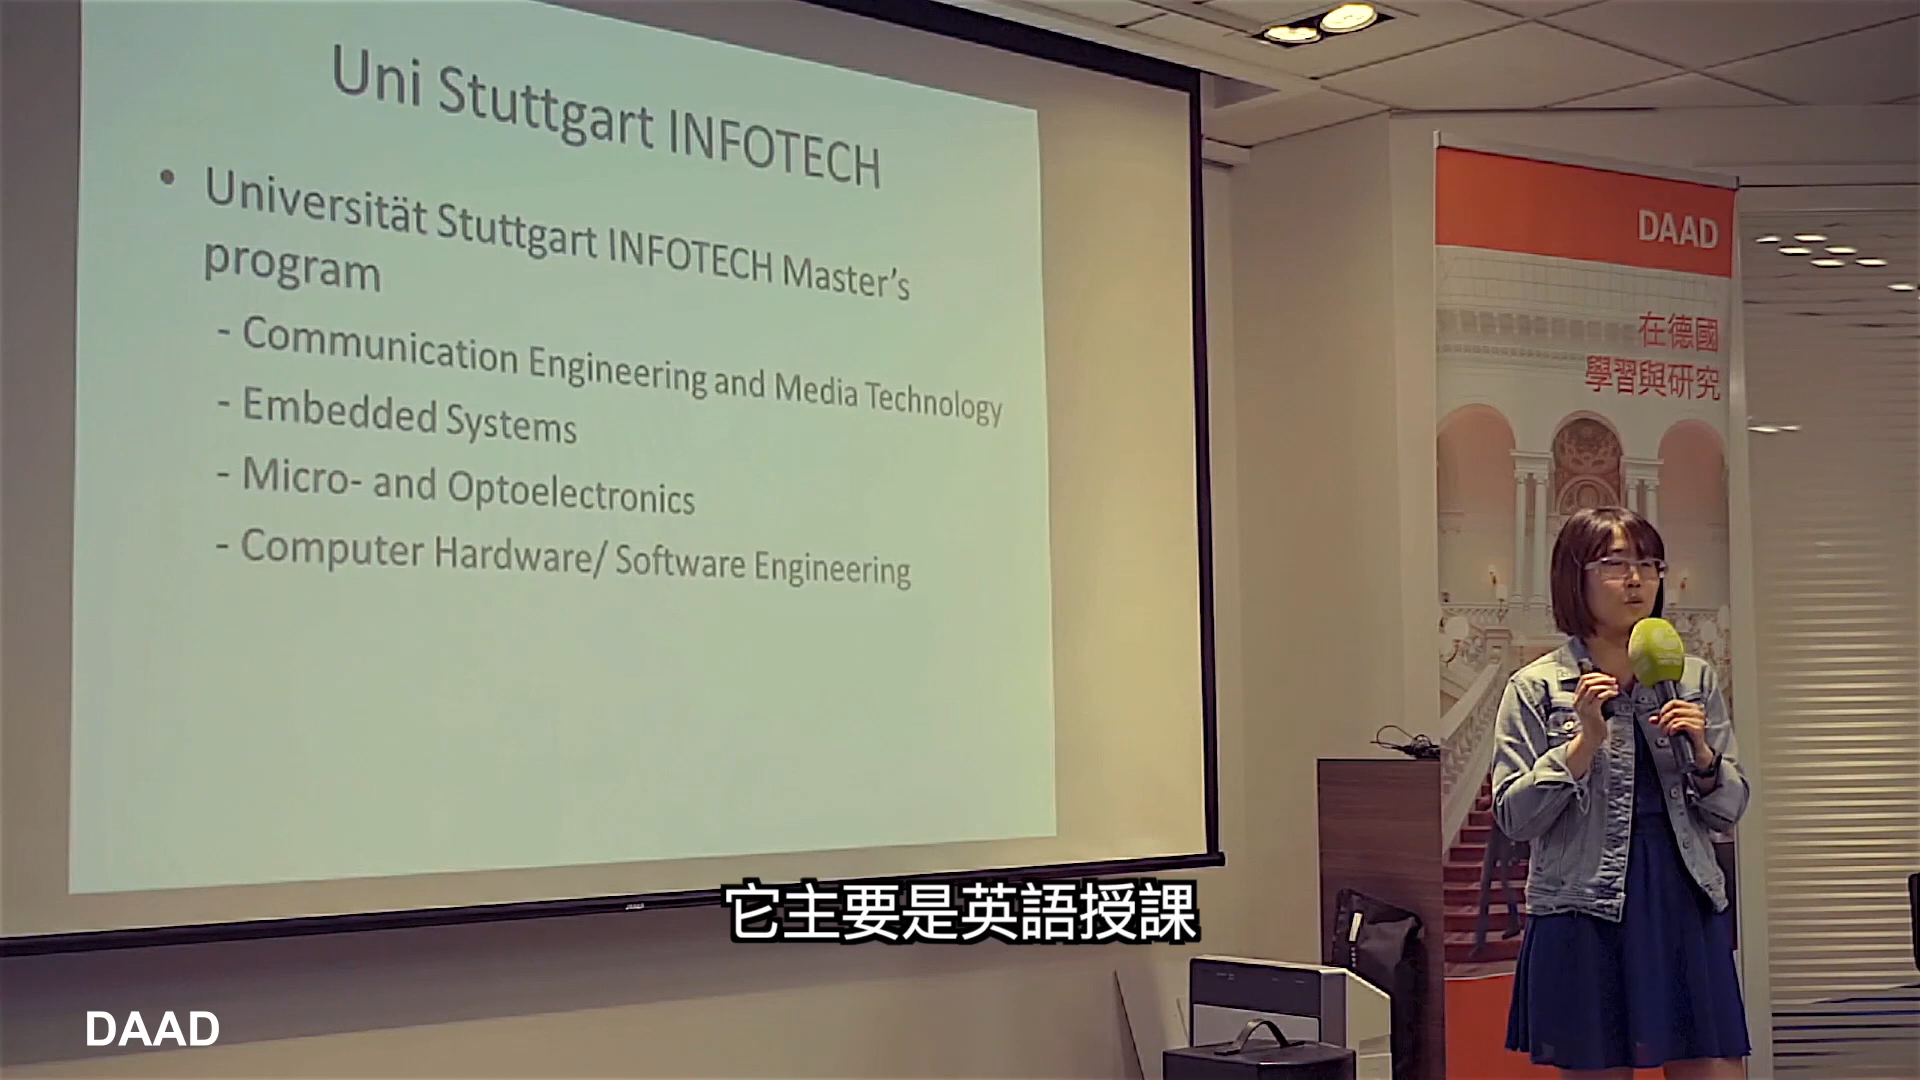 Uni Stuttgart INFOTECH
• Universität Stuttgart INFOTECH Master’s
program
- Communication Engineering and Media Technology
- Embedded Systems
- Micro- and Optoelectronics
- Computer Hardware/ Software Engineering
DAAD
在德國
學習與研究
它主要是英語授課
DAAD